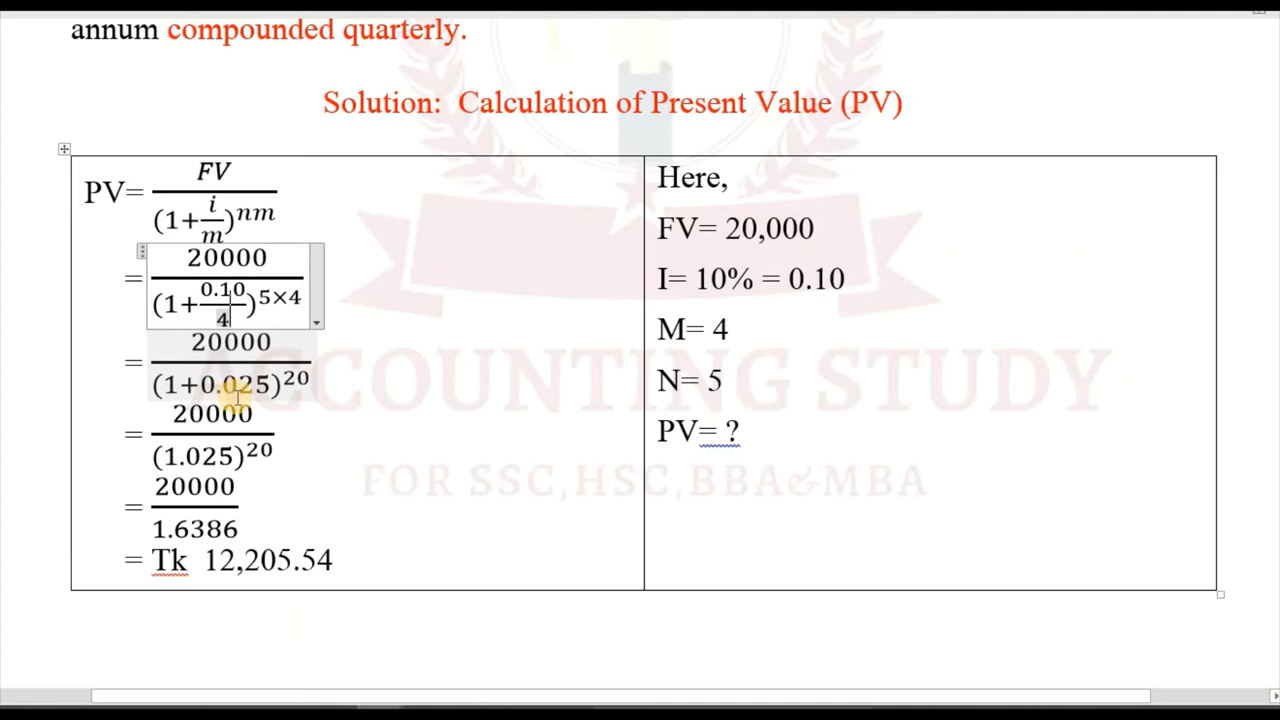 annum compounded quarterly.
Solution: Calculation of Present Value (PV)
PV= FV / (1+i/m)^nm
= 20000 / (1+0.10/4)^5×4
= 20000 / (1+0.025)^20
= 20000 / (1.025)^20
= 20000 / 1.6386
= Tk 12,205.54
Here,
FV= 20,000
I= 10% = 0.10
M= 4
N= 5
PV= ?
ACCOUNTING STUDY
FOR SSC,HSC,BBA&MBA